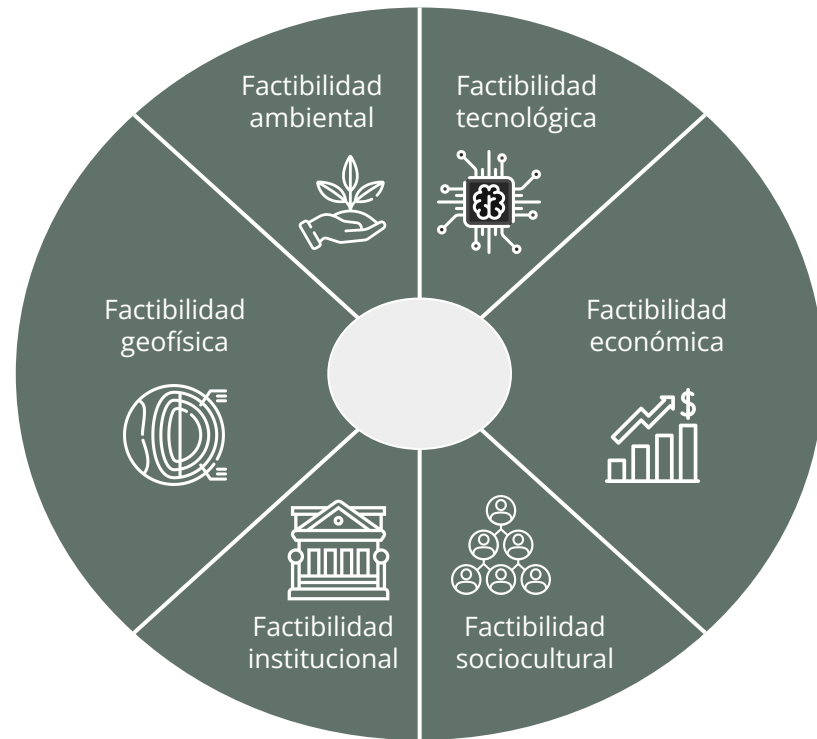 Factibilidad
ambiental
Factibilidad
tecnológica
Factibilidad
geofísica
Factibilidad
económica
$
Factibilidad
institucional
Factibilidad
sociocultural